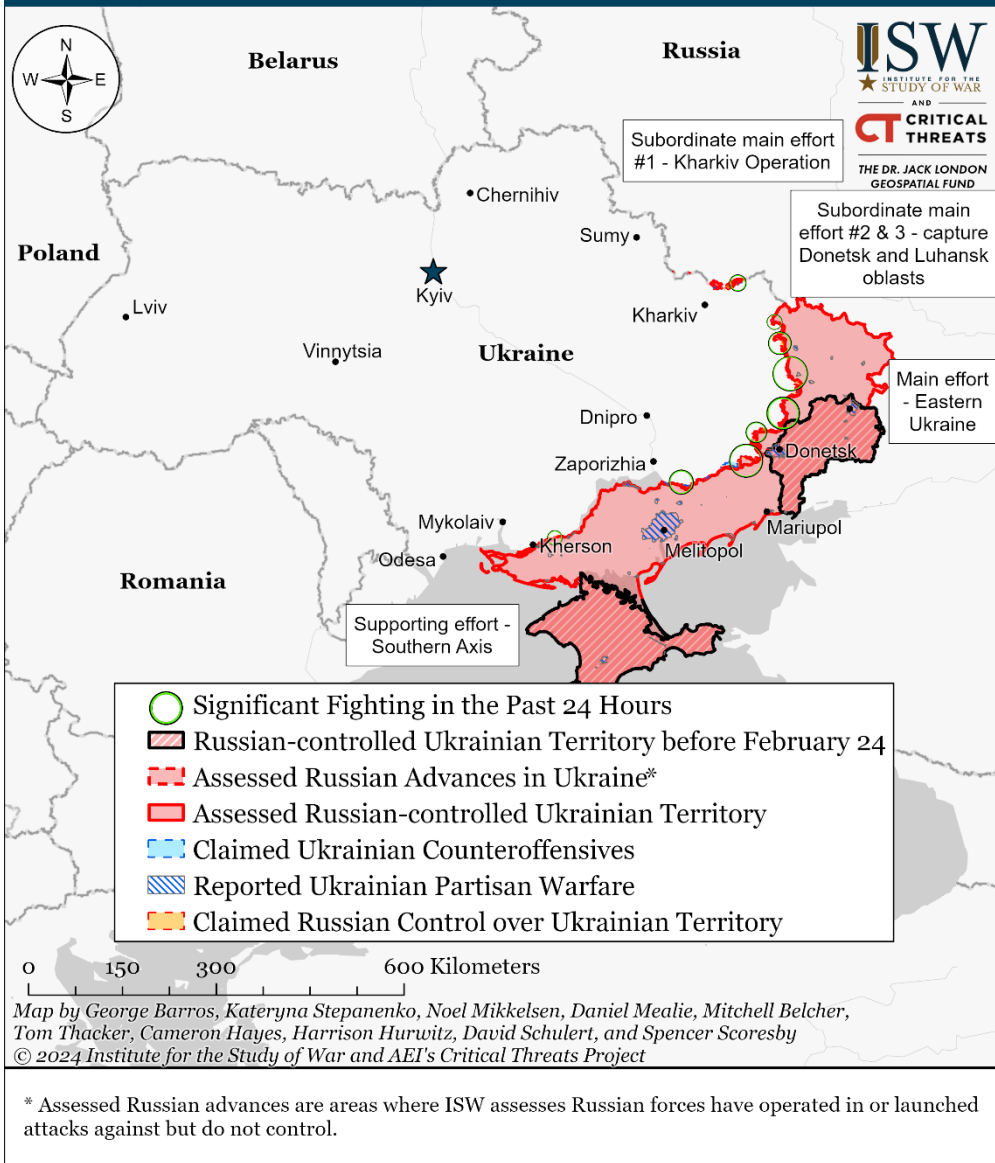 N
W
E
S
Belarus
Russia
ISW
INSTITUTE FOR THE
STUDY OF WAR
AND
CT CRITICAL
THREATS
THE DR. JACK LONDON
GEOSPATIAL FUND
Subordinate main effort
#1 - Kharkiv Operation
Subordinate main
effort #2 & 3 - capture
Donetsk and Luhansk
oblasts
Chernihiv
Sumy
Poland
Kyiv
Lviv
Kharkiv
Vinnytsia
Ukraine
Main effort
- Eastern
Ukraine
Dnipro
Donetsk
Zaporizhia
Mykolaiv
Mariupol
Kherson
Melitopol
Odesa
Romania
Supporting effort -
Southern Axis
Significant Fighting in the Past 24 Hours
Russian-controlled Ukrainian Territory before February 24
Assessed Russian Advances in Ukraine*
Assessed Russian-controlled Ukrainian Territory
Claimed Ukrainian Counteroffensives
Reported Ukrainian Partisan Warfare
Claimed Russian Control over Ukrainian Territory
0 150 300 600 Kilometers
Map by George Barros, Kateryna Stepanenko, Noel Mikkelsen, Daniel Mealie, Mitchell Belcher,
Tom Thacker, Cameron Hayes, Harrison Hurwitz, David Schulert, and Spencer Scoresby
© 2024 Institute for the Study of War and AEI's Critical Threats Project
* Assessed Russian advances are areas where ISW assesses Russian forces have operated in or launched
attacks against but do not control.